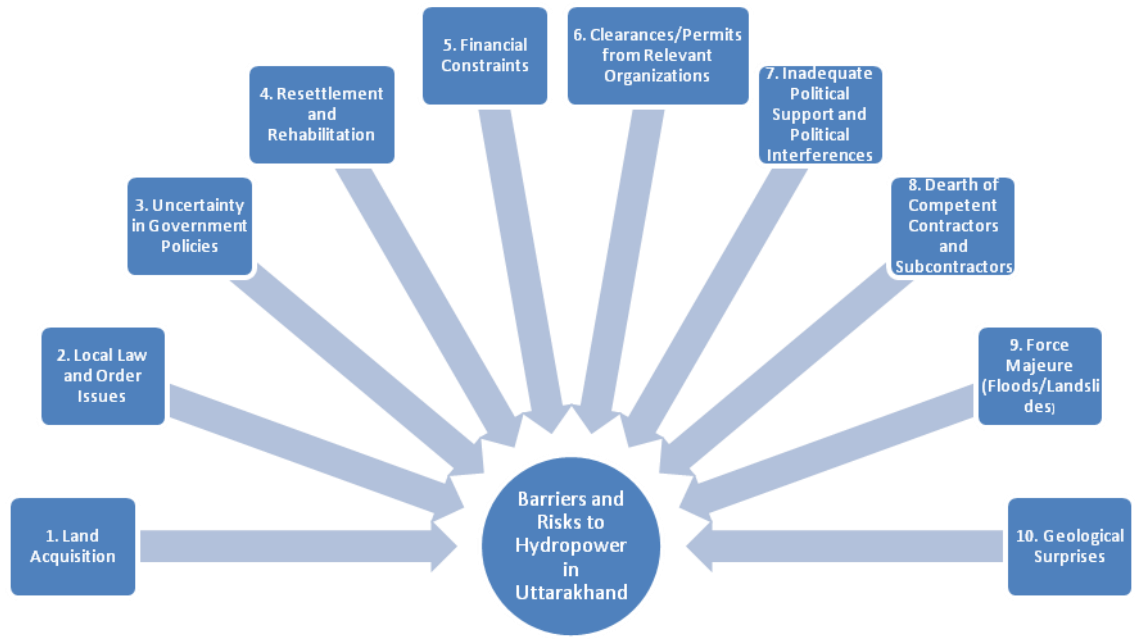 1. Land
Acquisition
2. Local Law
and Order
Issues
3. Uncertainty
in Government
Policies
4. Resettlement
and
Rehabilitation
5. Financial
Constraints
6. Clearances/Permits
from Relevant
Organizations
7. Inadequate
Political
Support and
Political
Interferences
8. Dearth of
Competent
Contractors
and
Subcontractors
9. Force
Majeure
(Floods/Landsli
des)
10. Geological
Surprises
Barriers and
Risks to
Hydropower
in
Uttarakhand